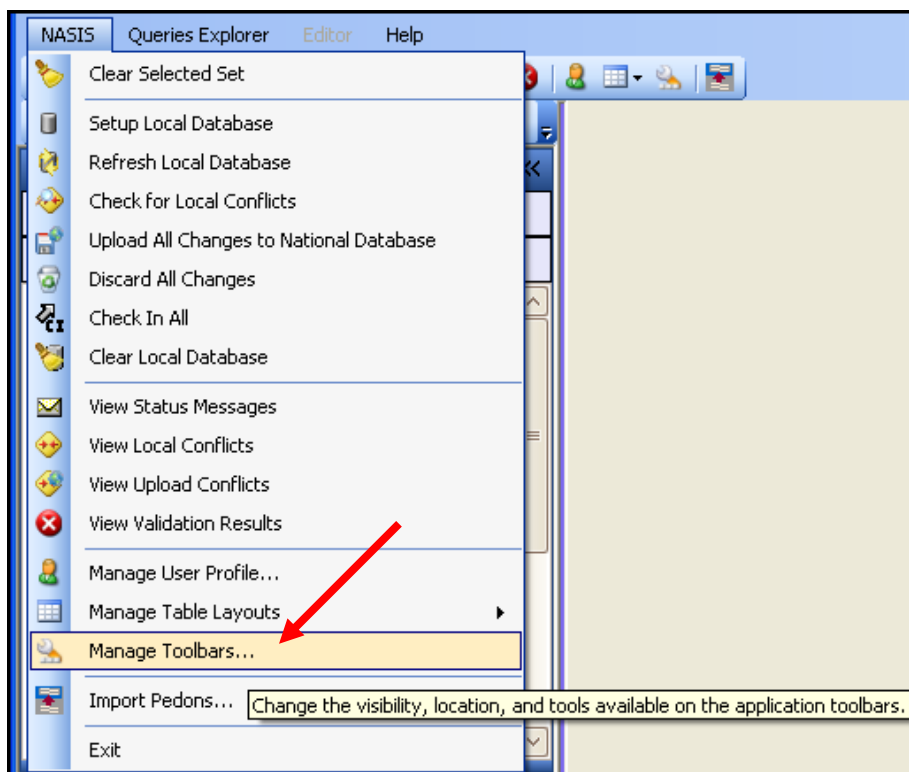 NASIS Queries Explorer Editor Help
Clear Selected Set
Setup Local Database
Refresh Local Database
Check for Local Conflicts
Upload All Changes to National Database
Discard All Changes
CI Check In All
Clear Local Database
View Status Messages
View Local Conflicts
View Upload Conflicts
View Validation Results
Manage User Profile...
Manage Table Layouts
Manage Toolbars...
Import Pedons...
Change the visibility, location, and tools available on the application toolbars.
Exit